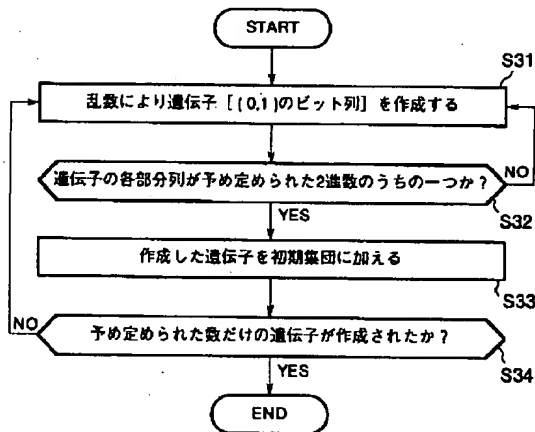 START
S31
乱数により遺伝子 [ (0,1)のビット列] を作成する
遺伝子の各部分列が予め定められた2進数のうちの一つか?
NO
YES
S32
作成した遺伝子を初期集団に加える
S33
NO
予め定められた数だけの遺伝子が作成されたか?
YES
S34
END